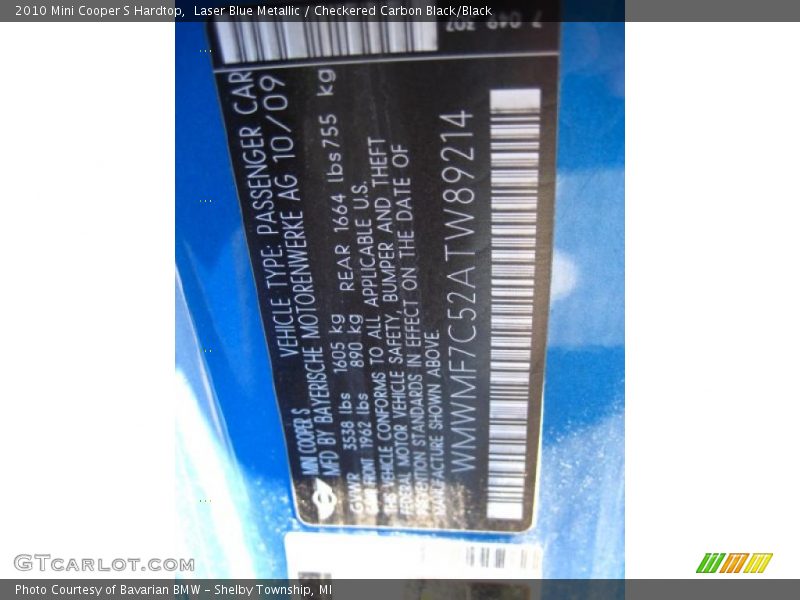 2010 Mini Cooper S Hardtop,  Laser Blue Metallic / Checkered Carbon Black/Black
7 049 307
MINI COOPER S VEHICLE TYPE: PASSENGER CAR
MFD BY BAYERISCHE MOTORENWERKE AG 10/09
GVWR 3538 lbs 1605 kg
GAWR FRONT 1962 lbs 890 kg REAR 1664 lbs 755 kg
THIS VEHICLE CONFORMS TO ALL APPLICABLE U.S.
FEDERAL MOTOR VEHICLE SAFETY, BUMPER AND THEFT
PREVENTION STANDARDS IN EFFECT ON THE DATE OF
MANUFACTURE SHOWN ABOVE.
WMWMF7C52ATW89214
GTCARLOT.COM
Photo Courtesy of Bavarian BMW - Shelby Township, MI